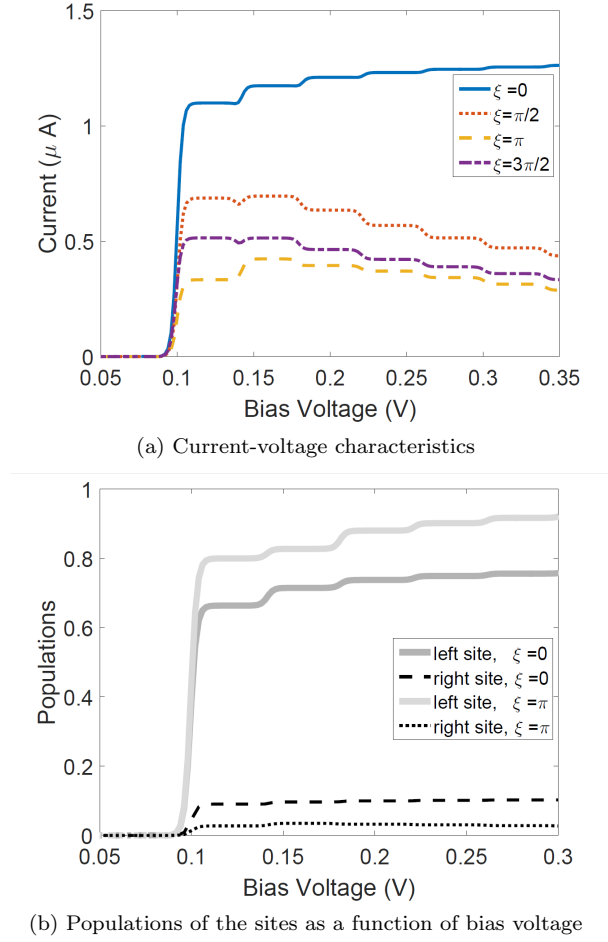 1.5
1
0.5
0
Current (μ A)
ξ =0
ξ=π/2
ξ=π
ξ=3π/2
0.05 0.1 0.15 0.2 0.25 0.3 0.35
Bias Voltage (V)
(a) Current-voltage characteristics
1
0.8
0.6
0.4
0.2
0
Populations
left site, ξ =0
right site, ξ =0
left site, ξ =π
right site, ξ =π
0.05 0.1 0.15 0.2 0.25 0.3
Bias Voltage (V)
(b) Populations of the sites as a function of bias voltage